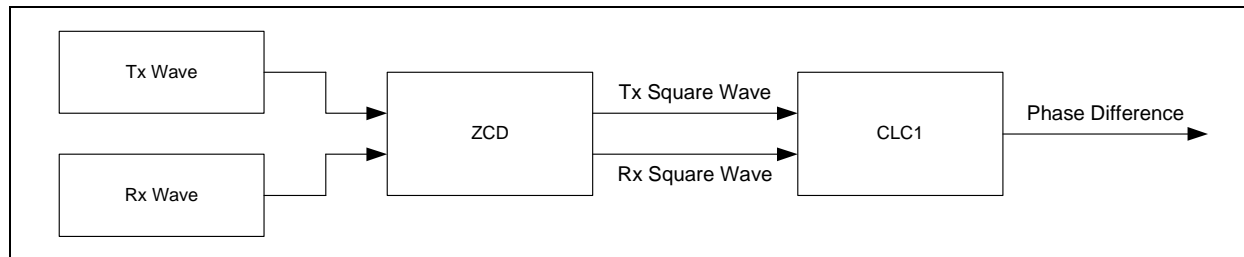 Tx Wave
Rx Wave
ZCD
Tx Square Wave
Rx Square Wave
CLC1
Phase Difference